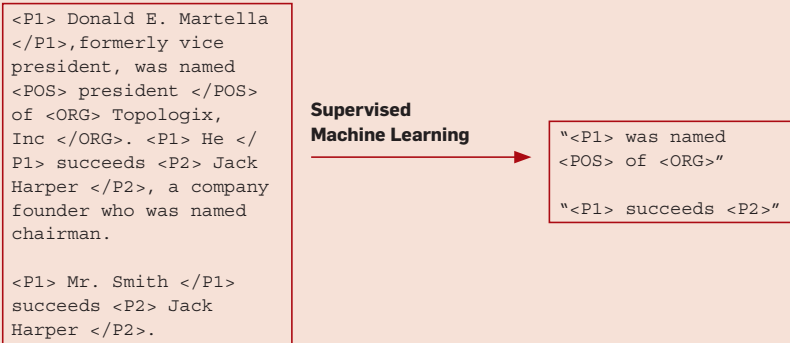 <P1> Donald E. Martella
</P1>,formerly vice
president, was named
<POS> president </POS>
of <ORG> Topologix,
Inc </ORG>. <P1> He </
P1> succeeds <P2> Jack
Harper </P2>, a company
founder who was named
chairman.
<P1> Mr. Smith </P1>
succeeds <P2> Jack
Harper </P2>.
Supervised
Machine Learning
“<P1> was named
<POS> of <ORG>”
“<P1> succeeds <P2>”